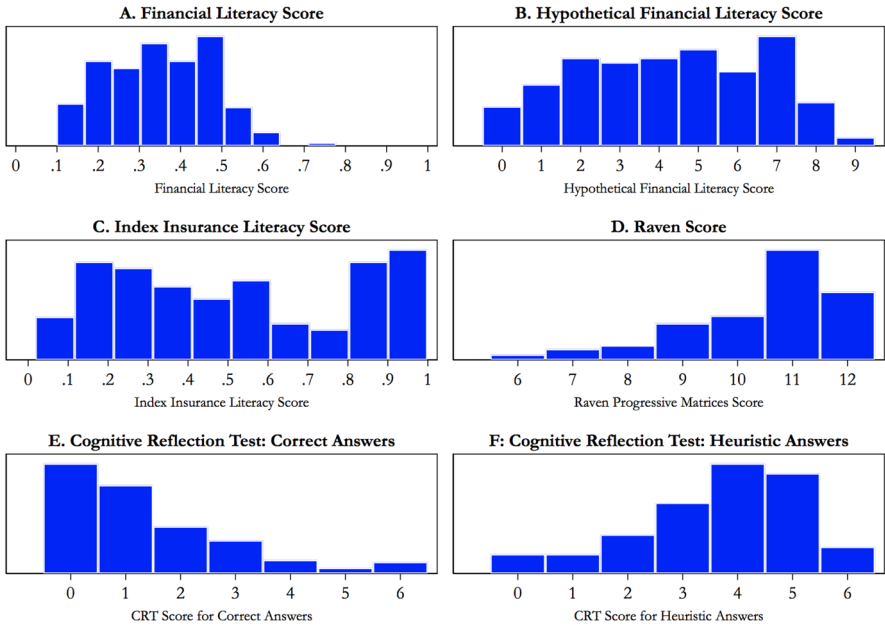 A. Financial Literacy Score
0 .1 .2 .3 .4 .5 .6 .7 .8 .9 1
Financial Literacy Score
B. Hypothetical Financial Literacy Score
0 1 2 3 4 5 6 7 8 9
Hypothetical Financial Literacy Score
C. Index Insurance Literacy Score
0 .1 .2 .3 .4 .5 .6 .7 .8 .9 1
Index Insurance Literacy Score
D. Raven Score
6 7 8 9 10 11 12
Raven Progressive Matrices Score
E. Cognitive Reflection Test: Correct Answers
0 1 2 3 4 5 6
CRT Score for Correct Answers
F: Cognitive Reflection Test: Heuristic Answers
0 1 2 3 4 5 6
CRT Score for Heuristic Answers